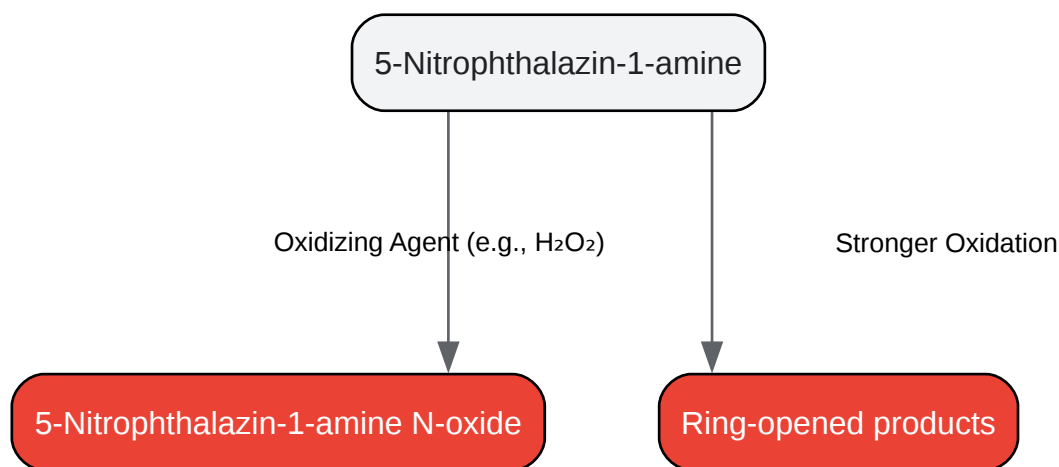 5-Nitrophthalazin-1-amine
Oxidizing Agent (e.g., H₂O₂)
Stronger Oxidation
5-Nitrophthalazin-1-amine N-oxide
Ring-opened products